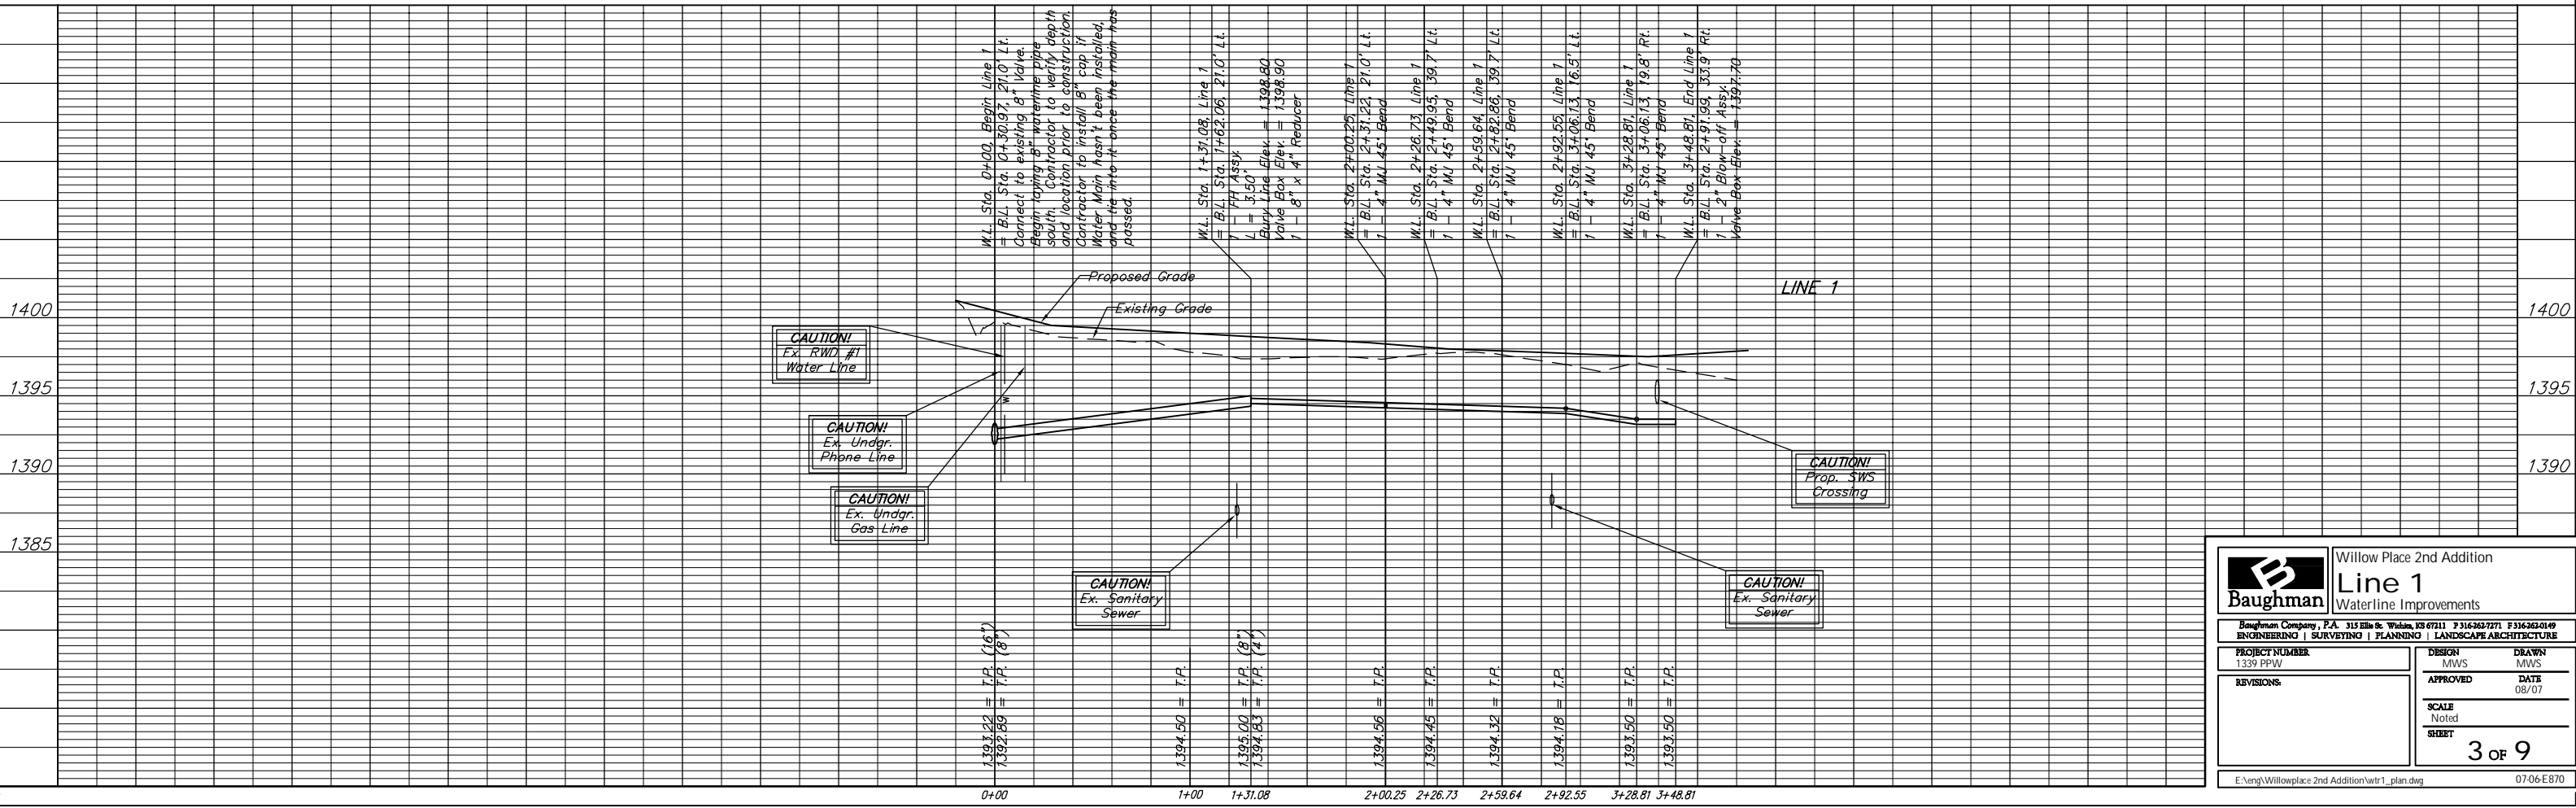 W.L. Sta. 0+00, Begin Line 1
= B.L. Sta. 0+30.97, 21.0' Lt.
Connect to existing 8" Valve.
Begin laying 8" waterline pipe
south. Contractor to verify depth
and location prior to construction.
Contractor to install 8" cap if
Water Main hasn't been installed,
and tie into it once the main has
passed.
W.L. Sta. 1+31.08, Line 1
= B.L. Sta. 1+62.06, 21.0' Lt.
1 - FH Assy.
L = 3.50'
Bury Line Elev. = 1398.80
Valve Box Elev. = 1398.90
1 - 8" x 4" Reducer
W.L. Sta. 2+00.25, Line 1
= B.L. Sta. 2+31.22, 21.0' Lt.
1 - 4" MJ 45° Bend
W.L. Sta. 2+26.73, Line 1
= B.L. Sta. 2+49.95, 39.7' Lt.
1 - 4" MJ 45° Bend
W.L. Sta. 2+59.64, Line 1
= B.L. Sta. 2+82.86, 39.7' Lt.
1 - 4" MJ 45° Bend
W.L. Sta. 2+92.55, Line 1
= B.L. Sta. 3+06.13, 16.5' Lt.
1 - 4" MJ 45° Bend
W.L. Sta. 3+28.81, Line 1
= B.L. Sta. 3+06.13, 19.8' Rt.
1 - 4" MJ 45° Bend
W.L. Sta. 3+48.81, End Line 1
= B.L. Sta. 2+91.99, 33.9' Rt.
1 - 2" Blow-off Assy.
Valve Box Elev. = 1397.70
Proposed Grade
Existing Grade
LINE 1
1400
1395
1390
1385
1400
1395
1390
CAUTION!
Ex. RWD #1
Water Line
CAUTION!
Ex. Undgr.
Phone Line
CAUTION!
Ex. Undgr.
Gas Line
W
CAUTION!
Ex. Sanitary
Sewer
CAUTION!
Prop. SWS
Crossing
CAUTION!
Ex. Sanitary
Sewer
1393.22 = T.P. (16")
1392.89 = T.P. (8")
1394.50 = T.P.
1395.00 = T.P. (8")
1394.83 = T.P. (4")
1394.56 = T.P.
1394.45 = T.P.
1394.32 = T.P.
1394.18 = T.P.
1393.50 = T.P.
1393.50 = T.P.
0+00 1+00 1+31.08 2+00.25 2+26.73 2+59.64 2+92.55 3+28.81 3+48.81
B
Baughman
Willow Place 2nd Addition
Line 1
Waterline Improvements
Baughman Company, P.A. 315 Ellis St. Wichita, KS 67211 P 316-262-7271 F 316-262-0149
ENGINEERING | SURVEYING | PLANNING | LANDSCAPE ARCHITECTURE
PROJECT NUMBER
1339 PPW
REVISIONS:
DESIGN
MWS
DRAWN
MWS
APPROVED
DATE
08/07
SCALE
Noted
SHEET
3 OF 9
E:\eng\Willowplace 2nd Addition\wtr1_plan.dwg
07-06-E870